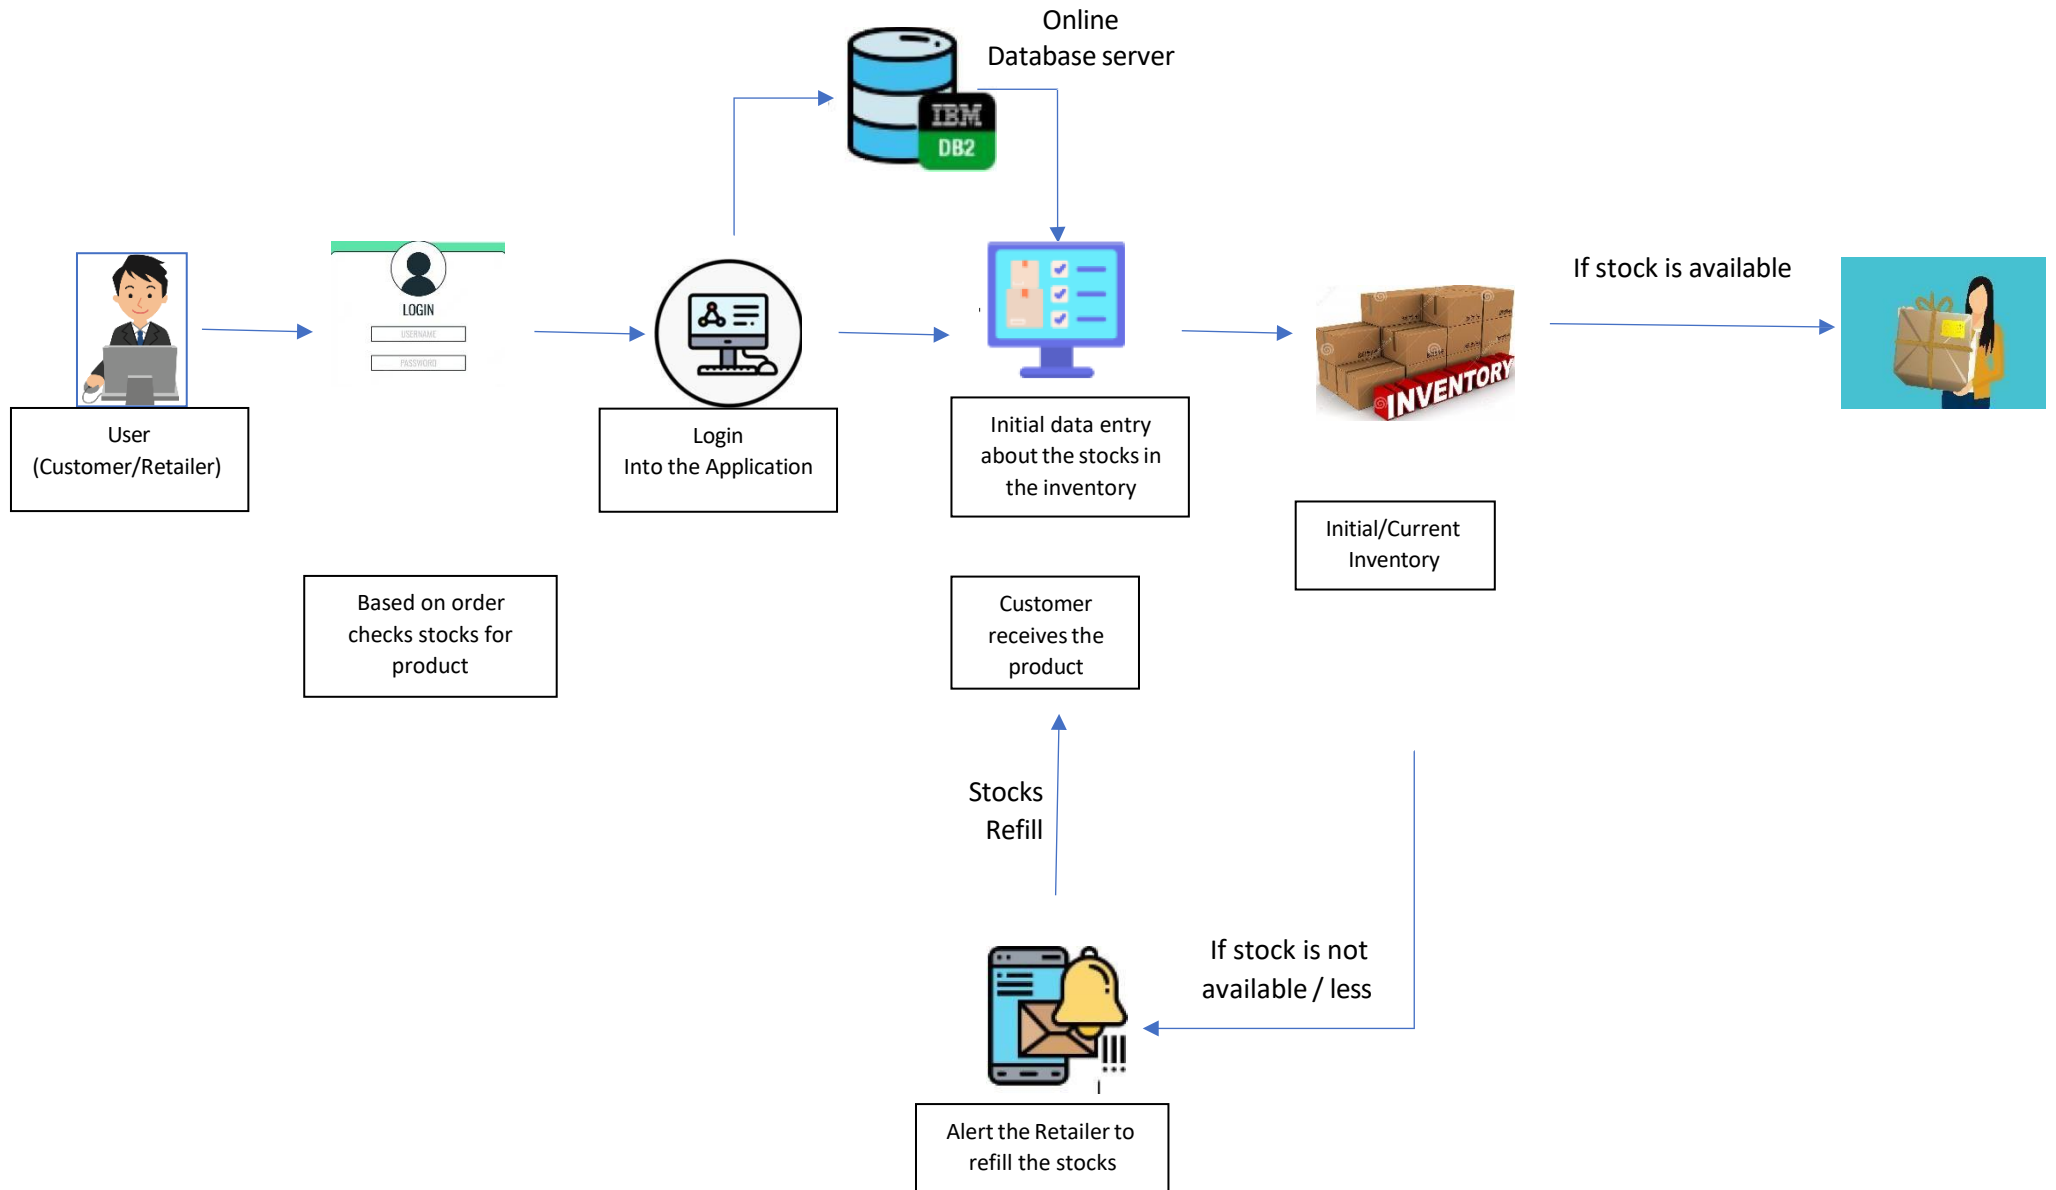 Online
Database server
IBM
DB2
If stock is available
LOGIN
USERNAME
PASSWORD
INVENTORY
User
(Customer/Retailer)
Login
Into the Application
Initial data entry
about the stocks in
the inventory
Initial/Current
Inventory
Based on order
checks stocks for
product
Customer
receives the
product
Stocks
Refill
If stock is not
available / less
Alert the Retailer to
refill the stocks